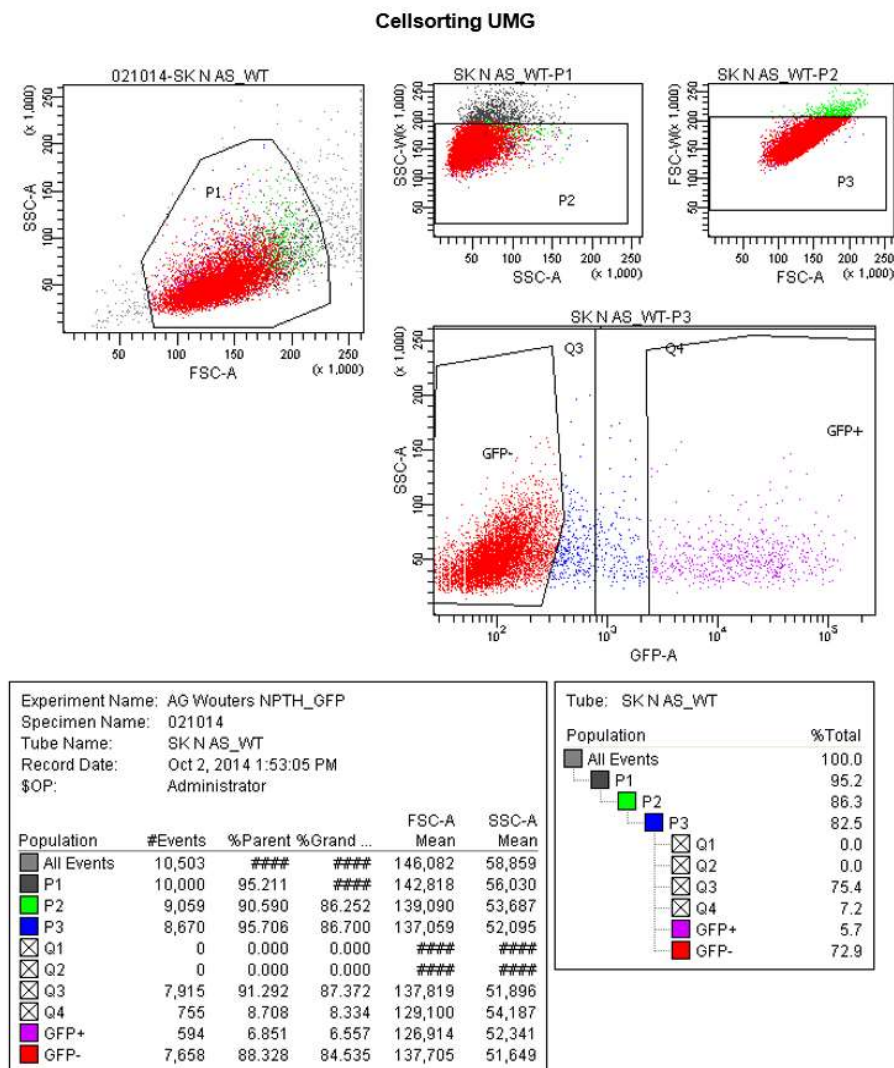 Cellsorting UMG
021014-SK N AS_WT
(x 1,000)
SSC-A
50 100 150 200 250
P1
50 100 150 200 250
FSC-A
(x 1,000)
SK N AS_WT-P1
SSC-W (x 1,000)
50 100 150 200 250
P2
50 100 150 200 250
SSC-A
(x 1,000)
SK N AS_WT-P2
FSC-W (x 1,000)
50 100 150 200 250
P3
50 100 150 200 250
FSC-A
(x 1,000)
SK N AS_WT-P3
(x 1,000)
SSC-A
50 100 150 200 250
Q3
Q4
GFP-
GFP+
10² 10³ 10⁴ 10⁵
GFP-A
Experiment Name: AG Wouters NPTH_GFP
Specimen Name: 021014
Tube Name: SK N AS_WT
Record Date: Oct 2, 2014 1:53:05 PM
$OP: Administrator
FSC-A SSC-A
Population #Events %Parent %Grand ... Mean Mean
All Events 10,503 #### #### 146,082 58,859
P1 10,000 95.211 #### 142,818 56,030
P2 9,059 90.590 86.252 139,090 53,687
P3 8,670 95.706 86.700 137,059 52,095
Q1 0 0.000 0.000 #### ####
Q2 0 0.000 0.000 #### ####
Q3 7,915 91.292 87.372 137,819 51,896
Q4 755 8.708 8.334 129,100 54,187
GFP+ 594 6.851 6.557 126,914 52,341
GFP- 7,658 88.328 84.535 137,705 51,649
Tube: SK N AS_WT
Population %Total
All Events 100.0
P1 95.2
P2 86.3
P3 82.5
Q1 0.0
Q2 0.0
Q3 75.4
Q4 7.2
GFP+ 5.7
GFP- 72.9